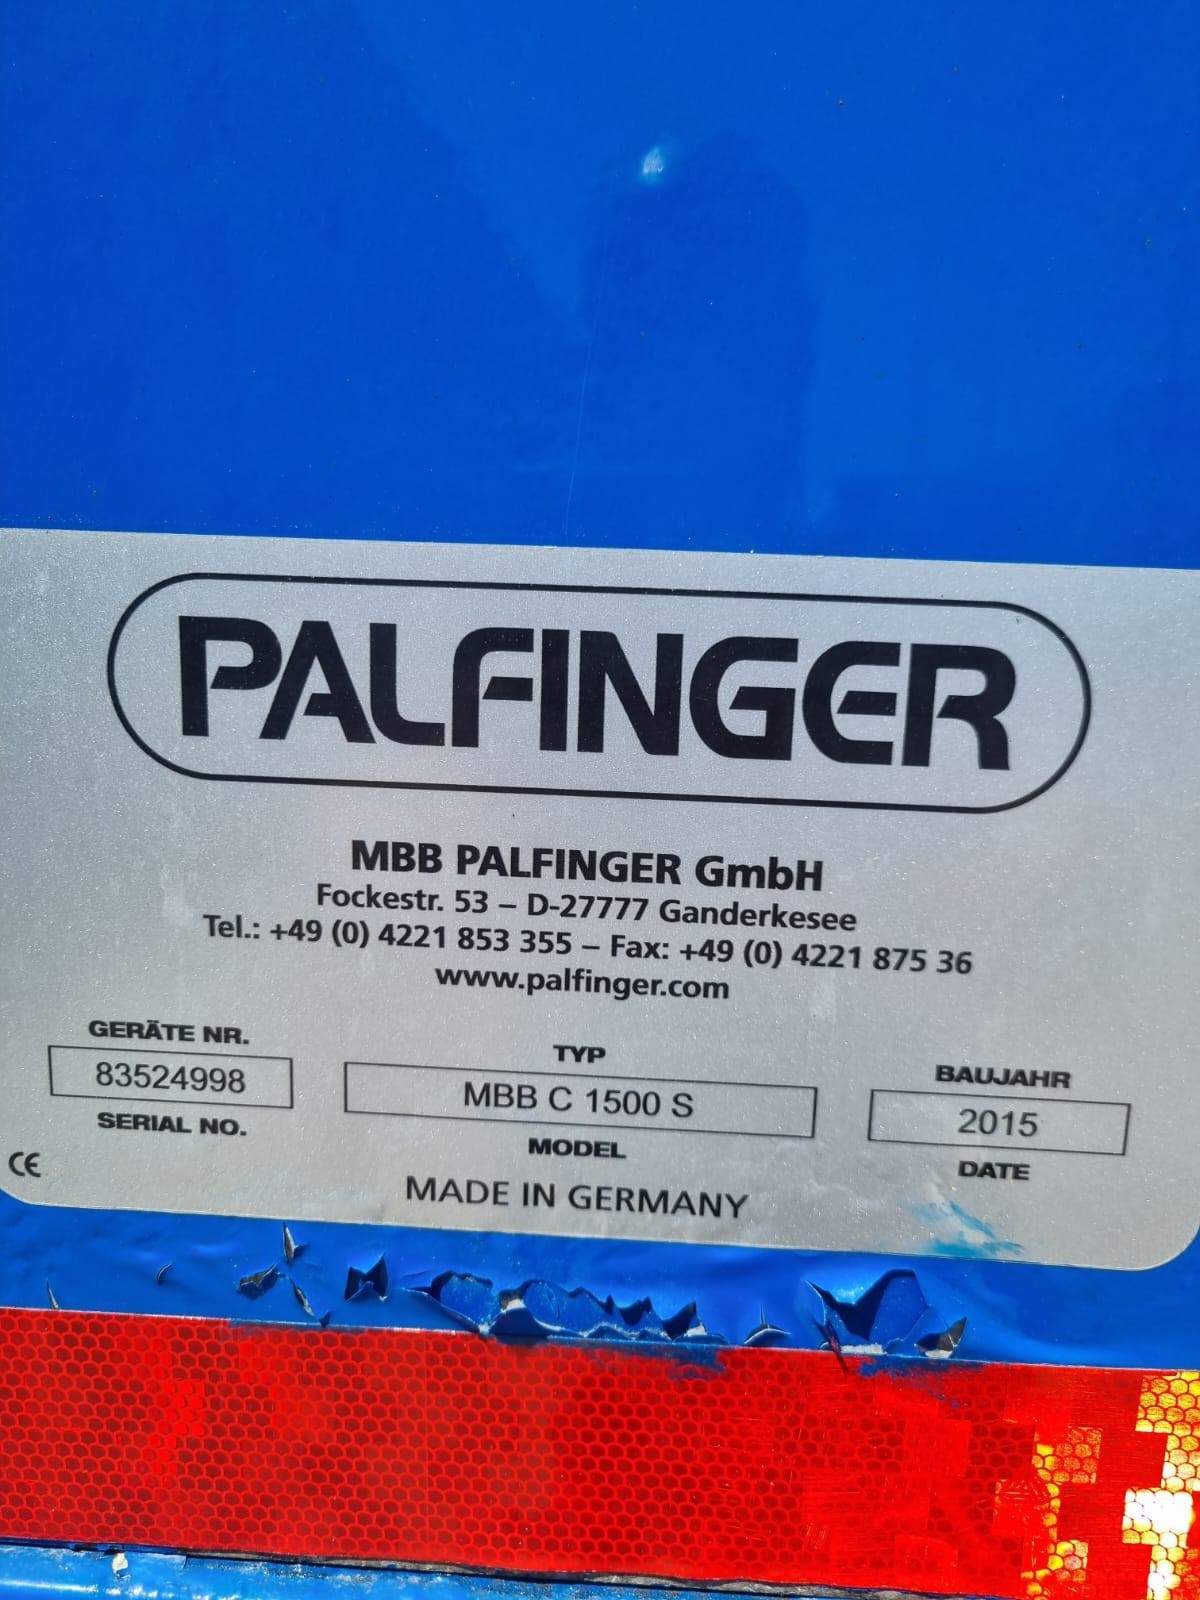 PALFINGER
MBB PALFINGER GmbH
Fockestr. 53 – D-27777 Ganderkesee
Tel.: +49 (0) 4221 853 355 – Fax: +49 (0) 4221 875 36
www.palfinger.com
GERÄTE NR.
83524998
SERIAL NO.
TYP
MBB C 1500 S
MODEL
BAUJAHR
2015
DATE
CE
MADE IN GERMANY